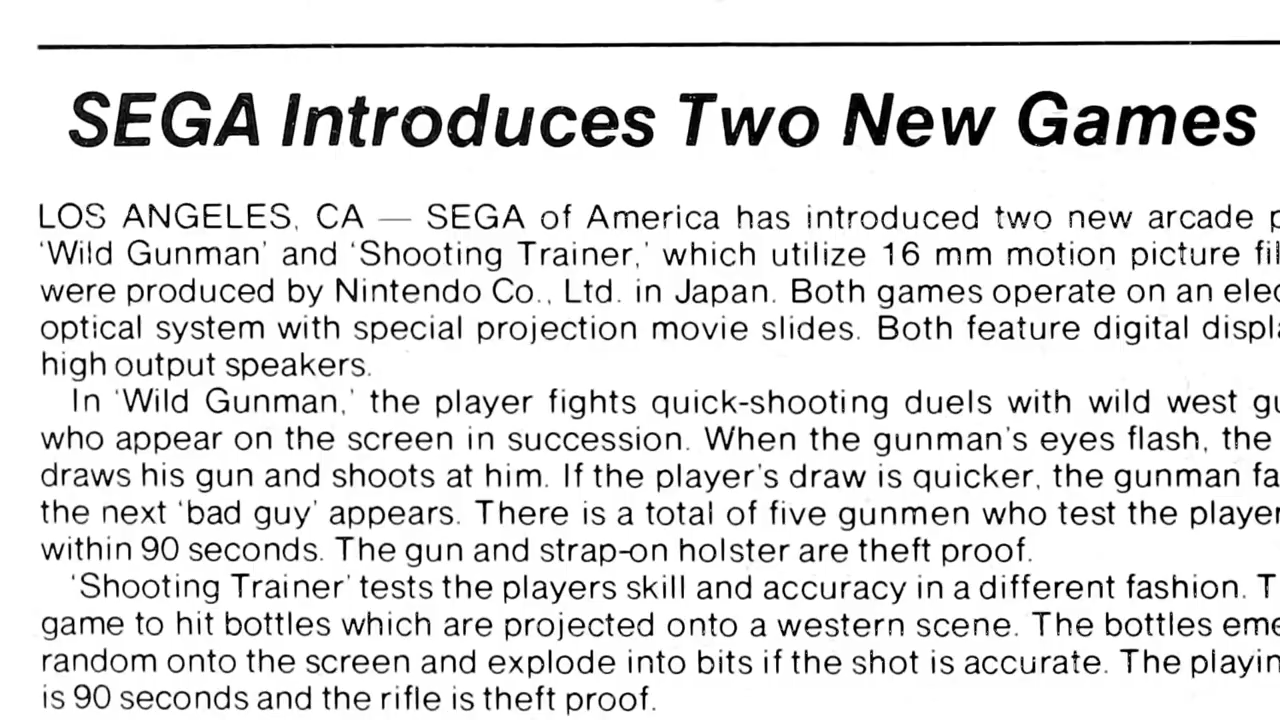 SEGA Introduces Two New Games
LOS ANGELES, CA — SEGA of America has introduced two new arcade
'Wild Gunman' and 'Shooting Trainer,' which utilize 16 mm motion picture
were produced by Nintendo Co., Ltd. in Japan. Both games operate on an
optical system with special projection movie slides. Both feature digital
high output speakers.
In 'Wild Gunman,' the player fights quick-shooting duels with wild west
who appear on the screen in succession. When the gunman's eyes flash, the
draws his gun and shoots at him. If the player's draw is quicker, the gunman
the next 'bad guy' appears. There is a total of five gunmen who test the player
within 90 seconds. The gun and strap-on holster are theft proof.
'Shooting Trainer' tests the players skill and accuracy in a different fashion.
game to hit bottles which are projected onto a western scene. The bottles
random onto the screen and explode into bits if the shot is accurate. The
is 90 seconds and the rifle is theft proof.